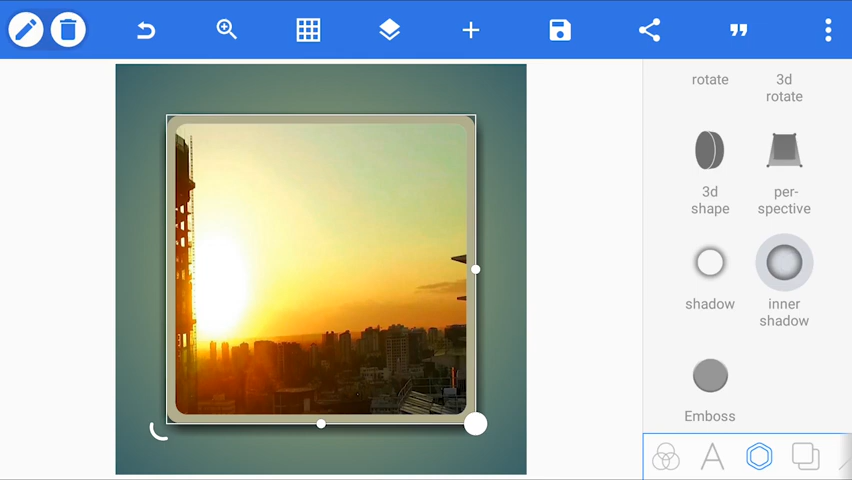 rotate
3d
rotate
3d
shape
per-
spective
shadow
inner
shadow
Emboss